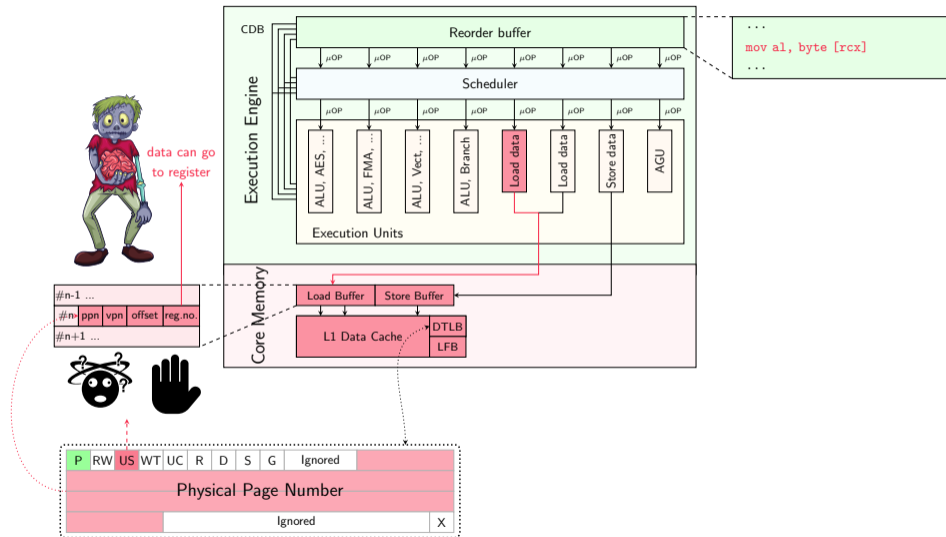 CDB
Reorder buffer
...
mov al, byte [rcx]
...
μOP μOP μOP μOP μOP μOP μOP μOP
Scheduler
μOP μOP μOP μOP μOP μOP μOP μOP
Execution Engine
ALU, AES, ...
ALU, FMA, ...
ALU, Vect, ...
ALU, Branch
Load data
Load data
Store data
AGU
Execution Units
data can go
to register
Core Memory
Load Buffer
Store Buffer
L1 Data Cache
DTLB
LFB
#n-1 ...
#n ppn vpn offset reg.no.
#n+1 ...
? ? ?
P RW US WT UC R D S G Ignored
Physical Page Number
Ignored X